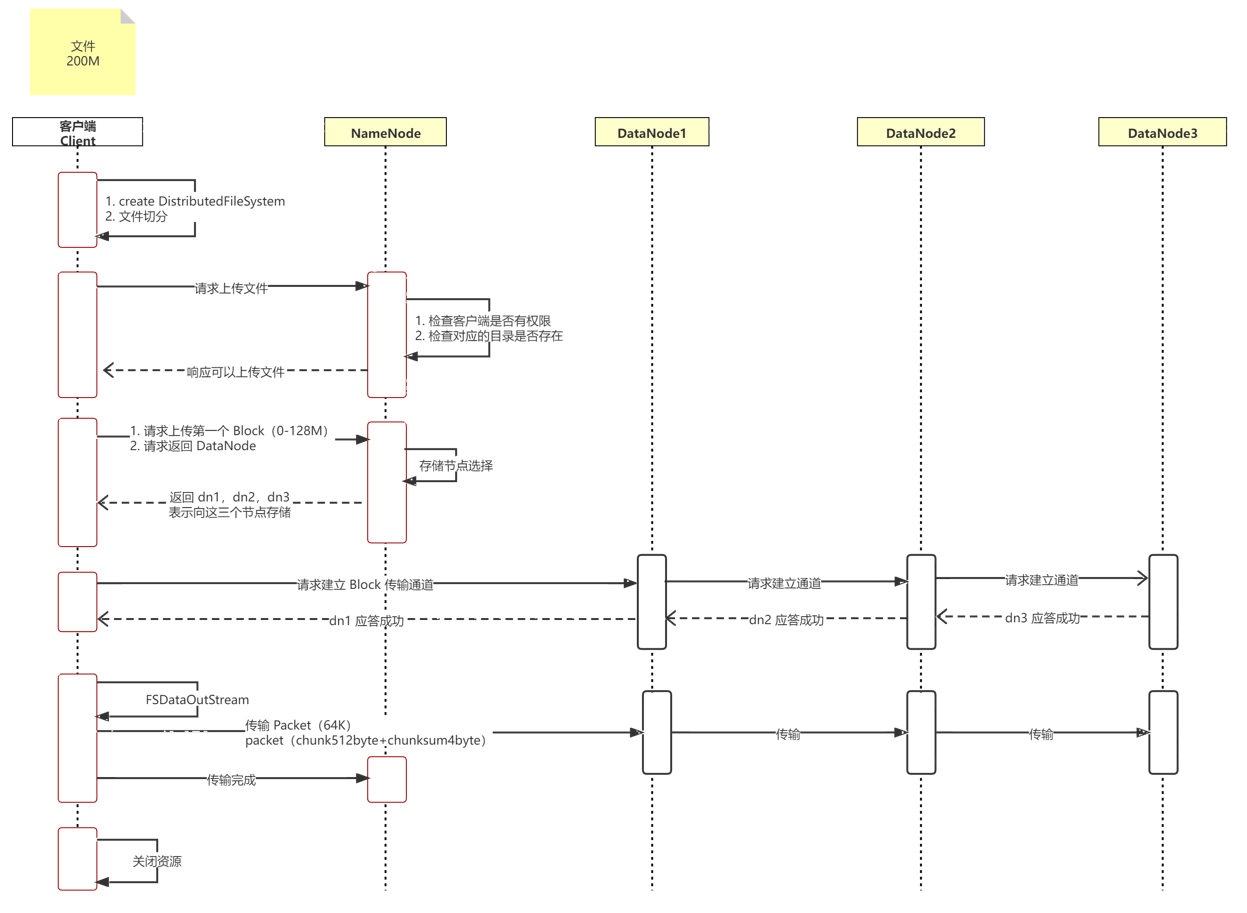 文件
200M
客户端
Client
NameNode
DataNode1
DataNode2
DataNode3
1. create DistributedFileSystem
2. 文件切分
请求上传文件
1. 检查客户端是否有权限
2. 检查对应的目录是否存在
响应可以上传文件
1. 请求上传第一个 Block（0-128M）
2. 请求返回 DataNode
存储节点选择
返回 dn1，dn2，dn3
表示向这三个节点存储
请求建立 Block 传输通道
请求建立通道
请求建立通道
dn1 应答成功
dn2 应答成功
dn3 应答成功
FSDataOutStream
传输 Packet（64K）
packet（chunk512byte+chunksum4byte）
传输
传输
传输完成
关闭资源